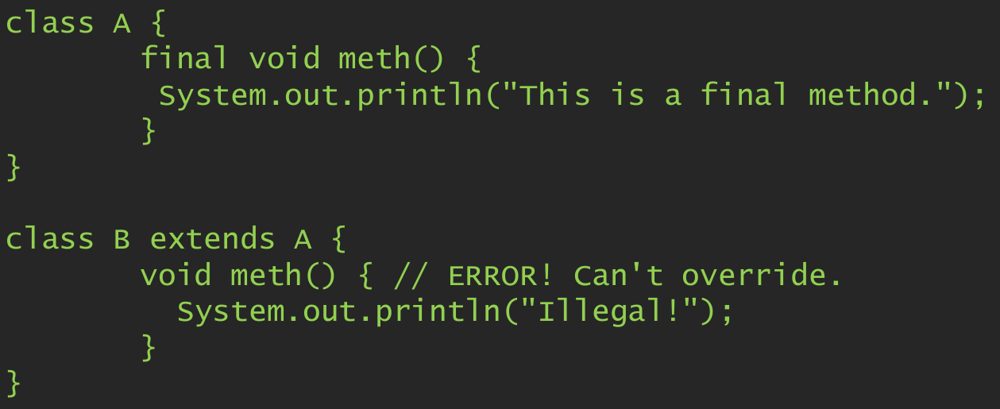 class A {
final void meth() {
System.out.println("This is a final method.");
}
}
class B extends A {
void meth() { // ERROR! Can't override.
System.out.println("Illegal!");
}
}